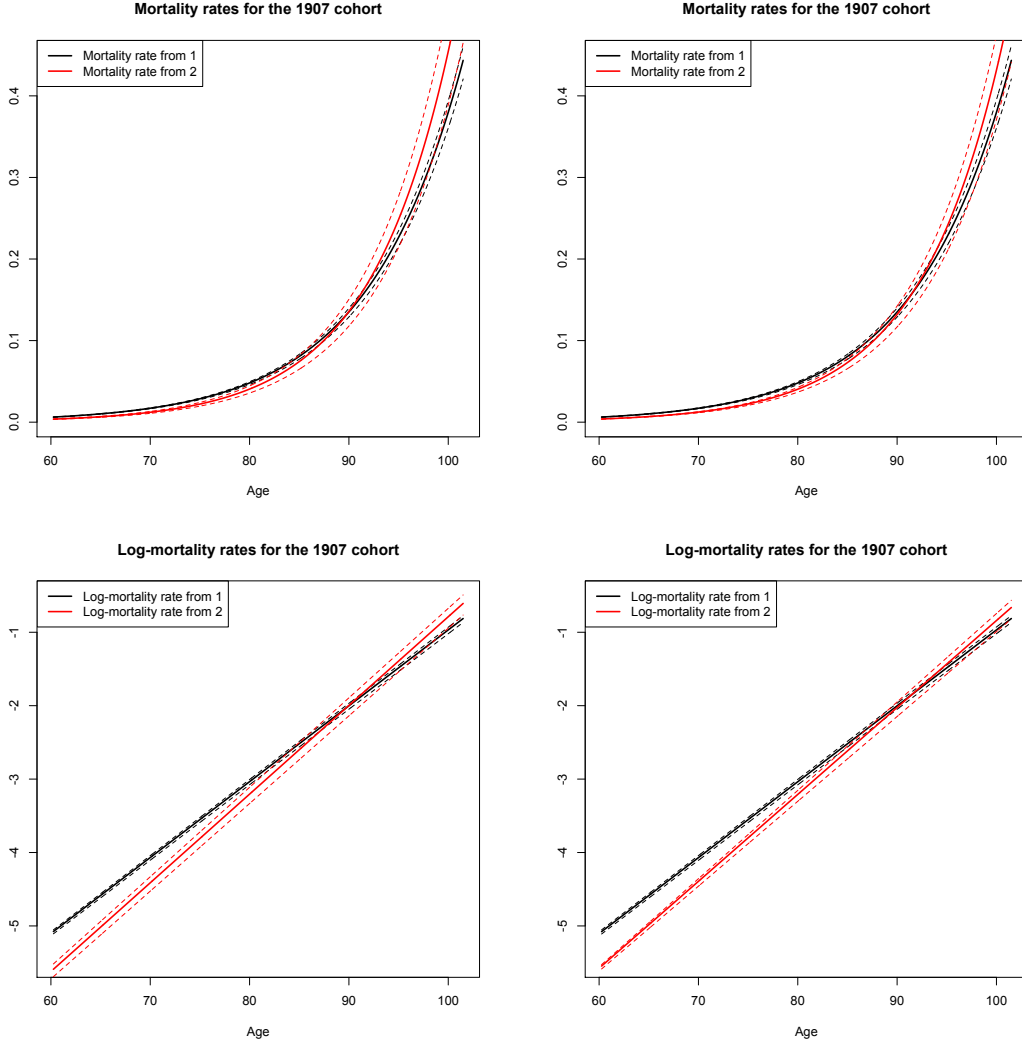 Mortality rates for the 1907 cohort
Mortality rate from 1
Mortality rate from 2
0.0
0.1
0.2
0.3
0.4
60 70 80 90 100
Age
Mortality rates for the 1907 cohort
Mortality rate from 1
Mortality rate from 2
0.0
0.1
0.2
0.3
0.4
60 70 80 90 100
Age
Log-mortality rates for the 1907 cohort
Log-mortality rate from 1
Log-mortality rate from 2
-1
-2
-3
-4
-5
60 70 80 90 100
Age
Log-mortality rates for the 1907 cohort
Log-mortality rate from 1
Log-mortality rate from 2
-1
-2
-3
-4
-5
60 70 80 90 100
Age